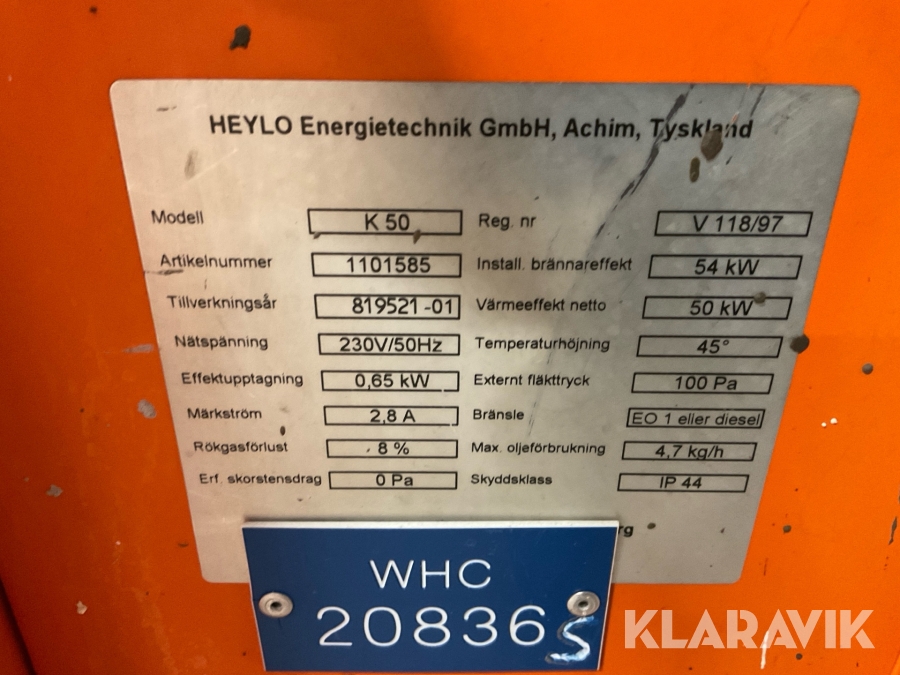 HEYLO Energietechnik GmbH, Achim, Tyskland
Modell K 50 Reg. nr V 118/97
Artikelnummer 1101585 Install. brännareffekt 54 kW
Tillverkningsår 819521-01 Värmeeffekt netto 50 kW
Nätspänning 230V/50Hz Temperaturhöjning 45°
Effektupptagning 0,65 kW Externt fläkttryck 100 Pa
Märkström 2,8 A Bränsle EO 1 eller diesel
Rökgasförlust 8 % Max. oljeförbrukning 4,7 kg/h
Erf. skorstensdrag 0 Pa Skyddsklass IP 44
WHC
20836 S
KLARAVIK